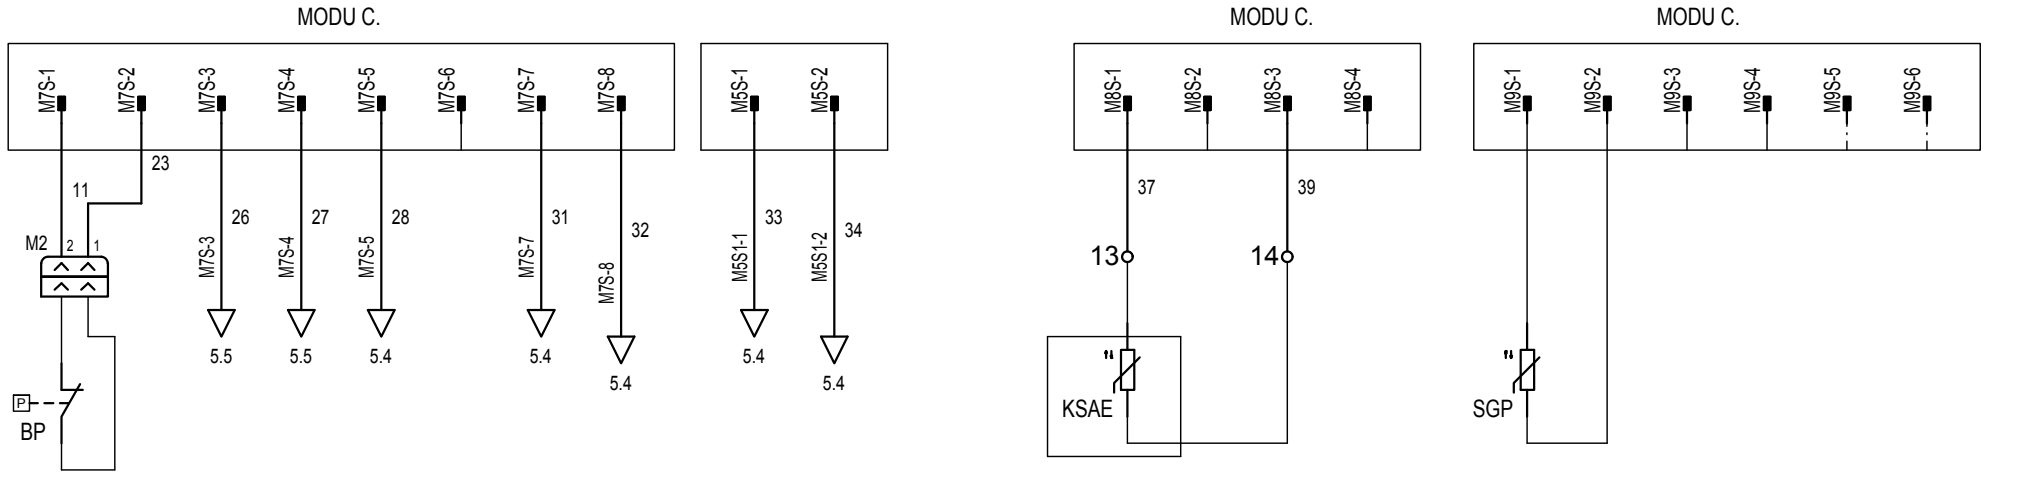 MODU C.
MODU C.
MODU C.
M7S-1
M7S-2
M7S-3
M7S-4
M7S-5
M7S-6
M7S-7
M7S-8
M5S-1
M5S-2
M8S-1
M8S-2
M8S-3
M8S-4
M9S-1
M9S-2
M9S-3
M9S-4
M9S-5
M9S-6
23
11
37
39
26
27
28
31
32
33
34
M2
2
1
M7S-3
M7S-4
M7S-5
M7S-7
M7S-8
M5S1-1
M5S1-2
13
14
5.5
5.5
5.4
5.4
5.4
5.4
5.4
P
BP
KSAE
SGP